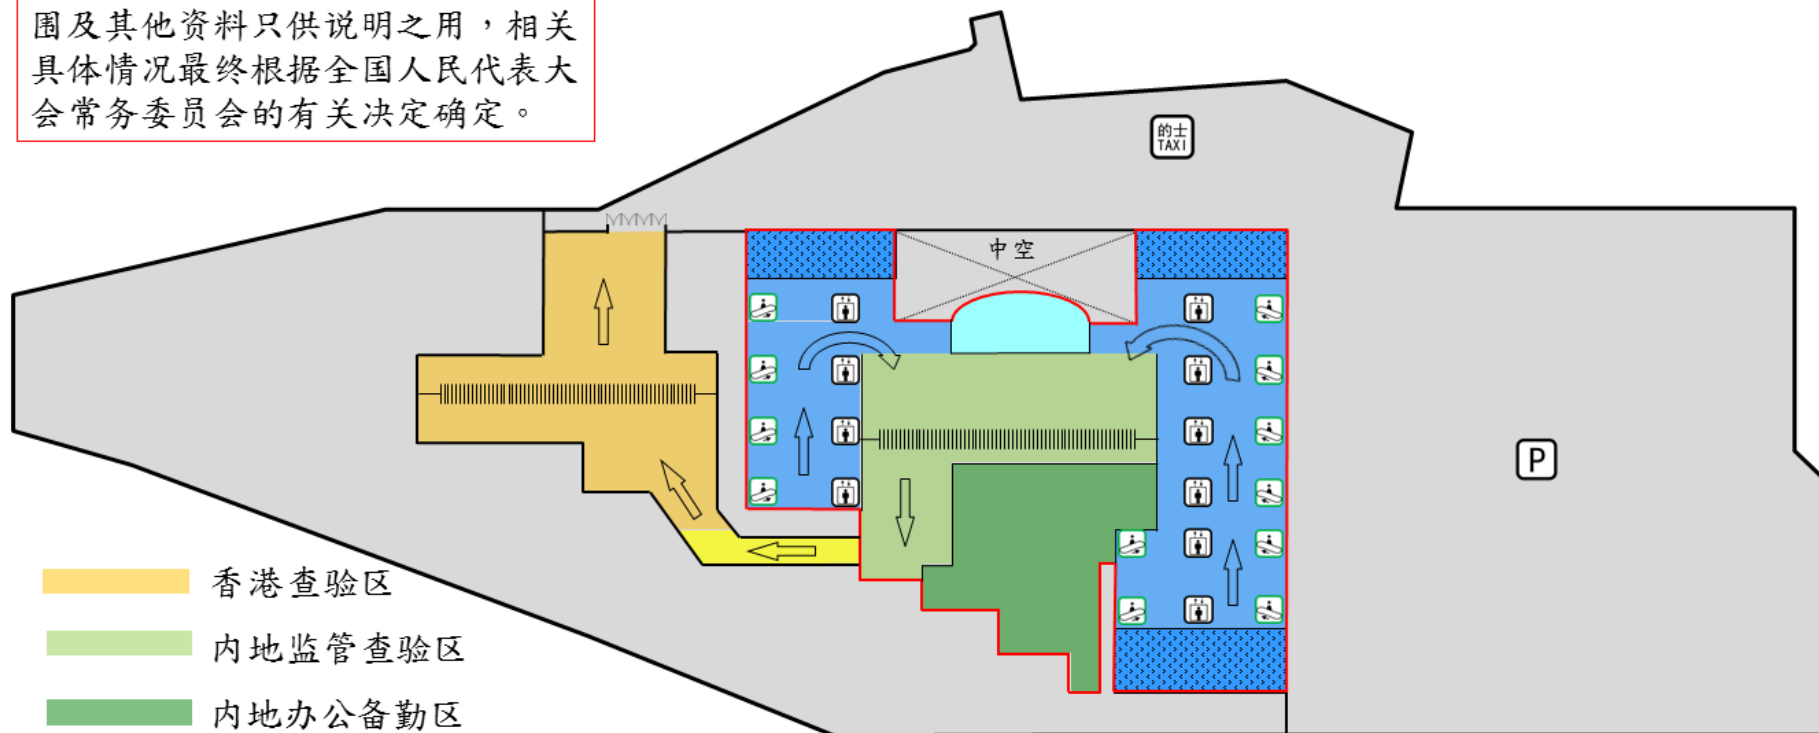 围及其他资料只供说明之用，相关
具体情况最终根据全国人民代表大
会常务委员会的有关决定确定。
的士
TAXI
中空
P
香港查验区
内地监管查验区
内地办公备勤区